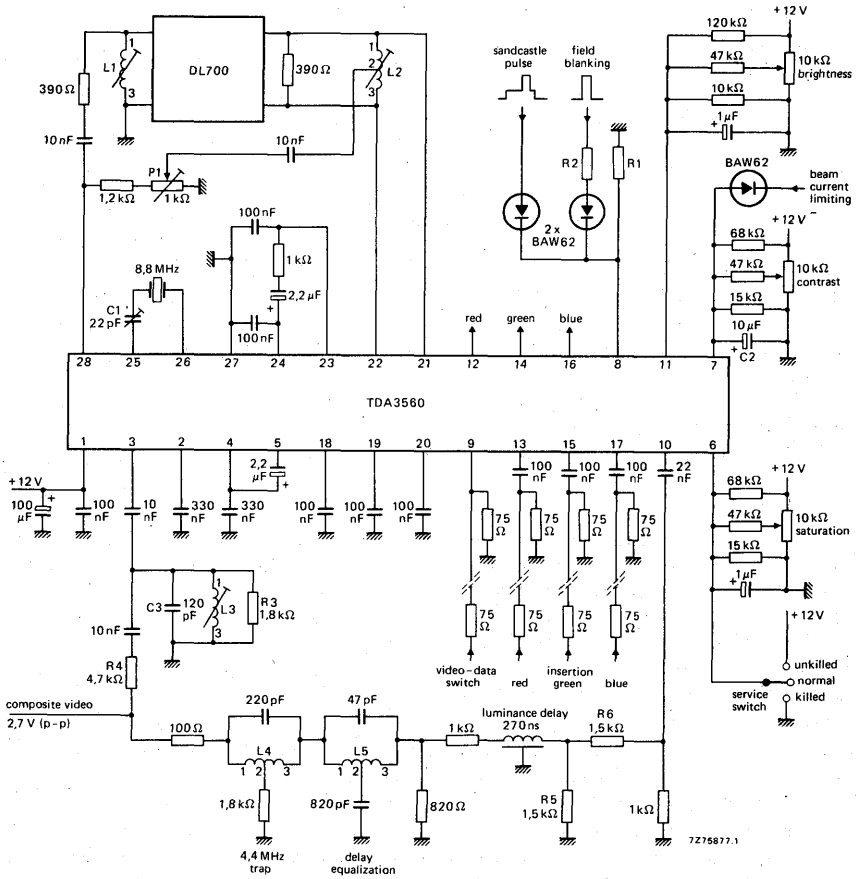 DL700
1
L1
3
390Ω
10 nF
390Ω
1
2
L2
3
10nF
P1
1,2 kΩ
1 kΩ
100nF
1 kΩ
2,2 µF
+
100 nF
8,8 MHz
C1
22 pF
sandcastle pulse
field blanking
R2
R1
2 x BAW62
+12 V
120 kΩ
47 kΩ
10 kΩ brightness
10 kΩ
+ 1 µF
BAW62
beam current limiting
+12 V
68 kΩ
47 kΩ
10 kΩ contrast
15 kΩ
10 µF
+
C2
red
green
blue
28 25 26 27 24 23 22 21 12 14 16 8 11 7
TDA3560
1 3 2 4 5 18 19 20 9 13 15 17 10 6
+12 V
100 µF
+
100 nF
10 nF
330 nF
330 nF
2,2 µF
+
100 nF
100 nF
100 nF
100 nF
100 nF
100 nF
22 nF
75 Ω
75 Ω
75 Ω
75 Ω
75 Ω
75 Ω
75 Ω
75 Ω
video-data switch
red
insertion green
blue
+12 V
68 kΩ
47 kΩ
10 kΩ saturation
15 kΩ
+ 1 µF
+12 V
unkilled
normal
killed
service switch
C3
120 pF
1
L3
3
R3
1,8 kΩ
10nF
R4
4,7 kΩ
composite video
2,7 V (p-p)
100 Ω
220 pF
L4
1 2 3
1,8 kΩ
4,4 MHz trap
47 pF
L5
1 2 3
820 pF
delay equalization
820 Ω
1 kΩ
luminance delay
270 ns
R6
1,5 kΩ
R5
1,5 kΩ
1 kΩ
7Z75877.1